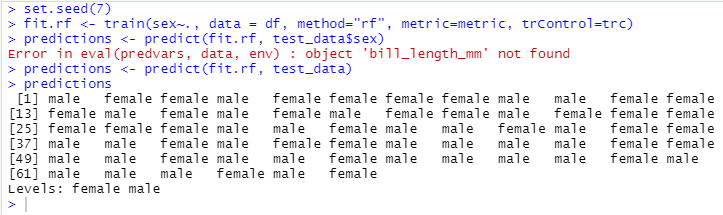 > set.seed(7)
> fit.rf <- train(sex~., data = df, method="rf", metric=metric, trControl=trc)
> predictions <- predict(fit.rf, test_data$sex)
Error in eval(predvars, data, env) : object 'bill_length_mm' not found
> predictions <- predict(fit.rf, test_data)
> predictions
[1] male female female male female female female female male male female female
[13] female male female male female male female male female female female female
[25] female female female male male female male male female male female female
[37] male male female male female female male female male female female female
[49] male male female male male female male male male male female male
[61] male male male female male female
Levels: female male
>